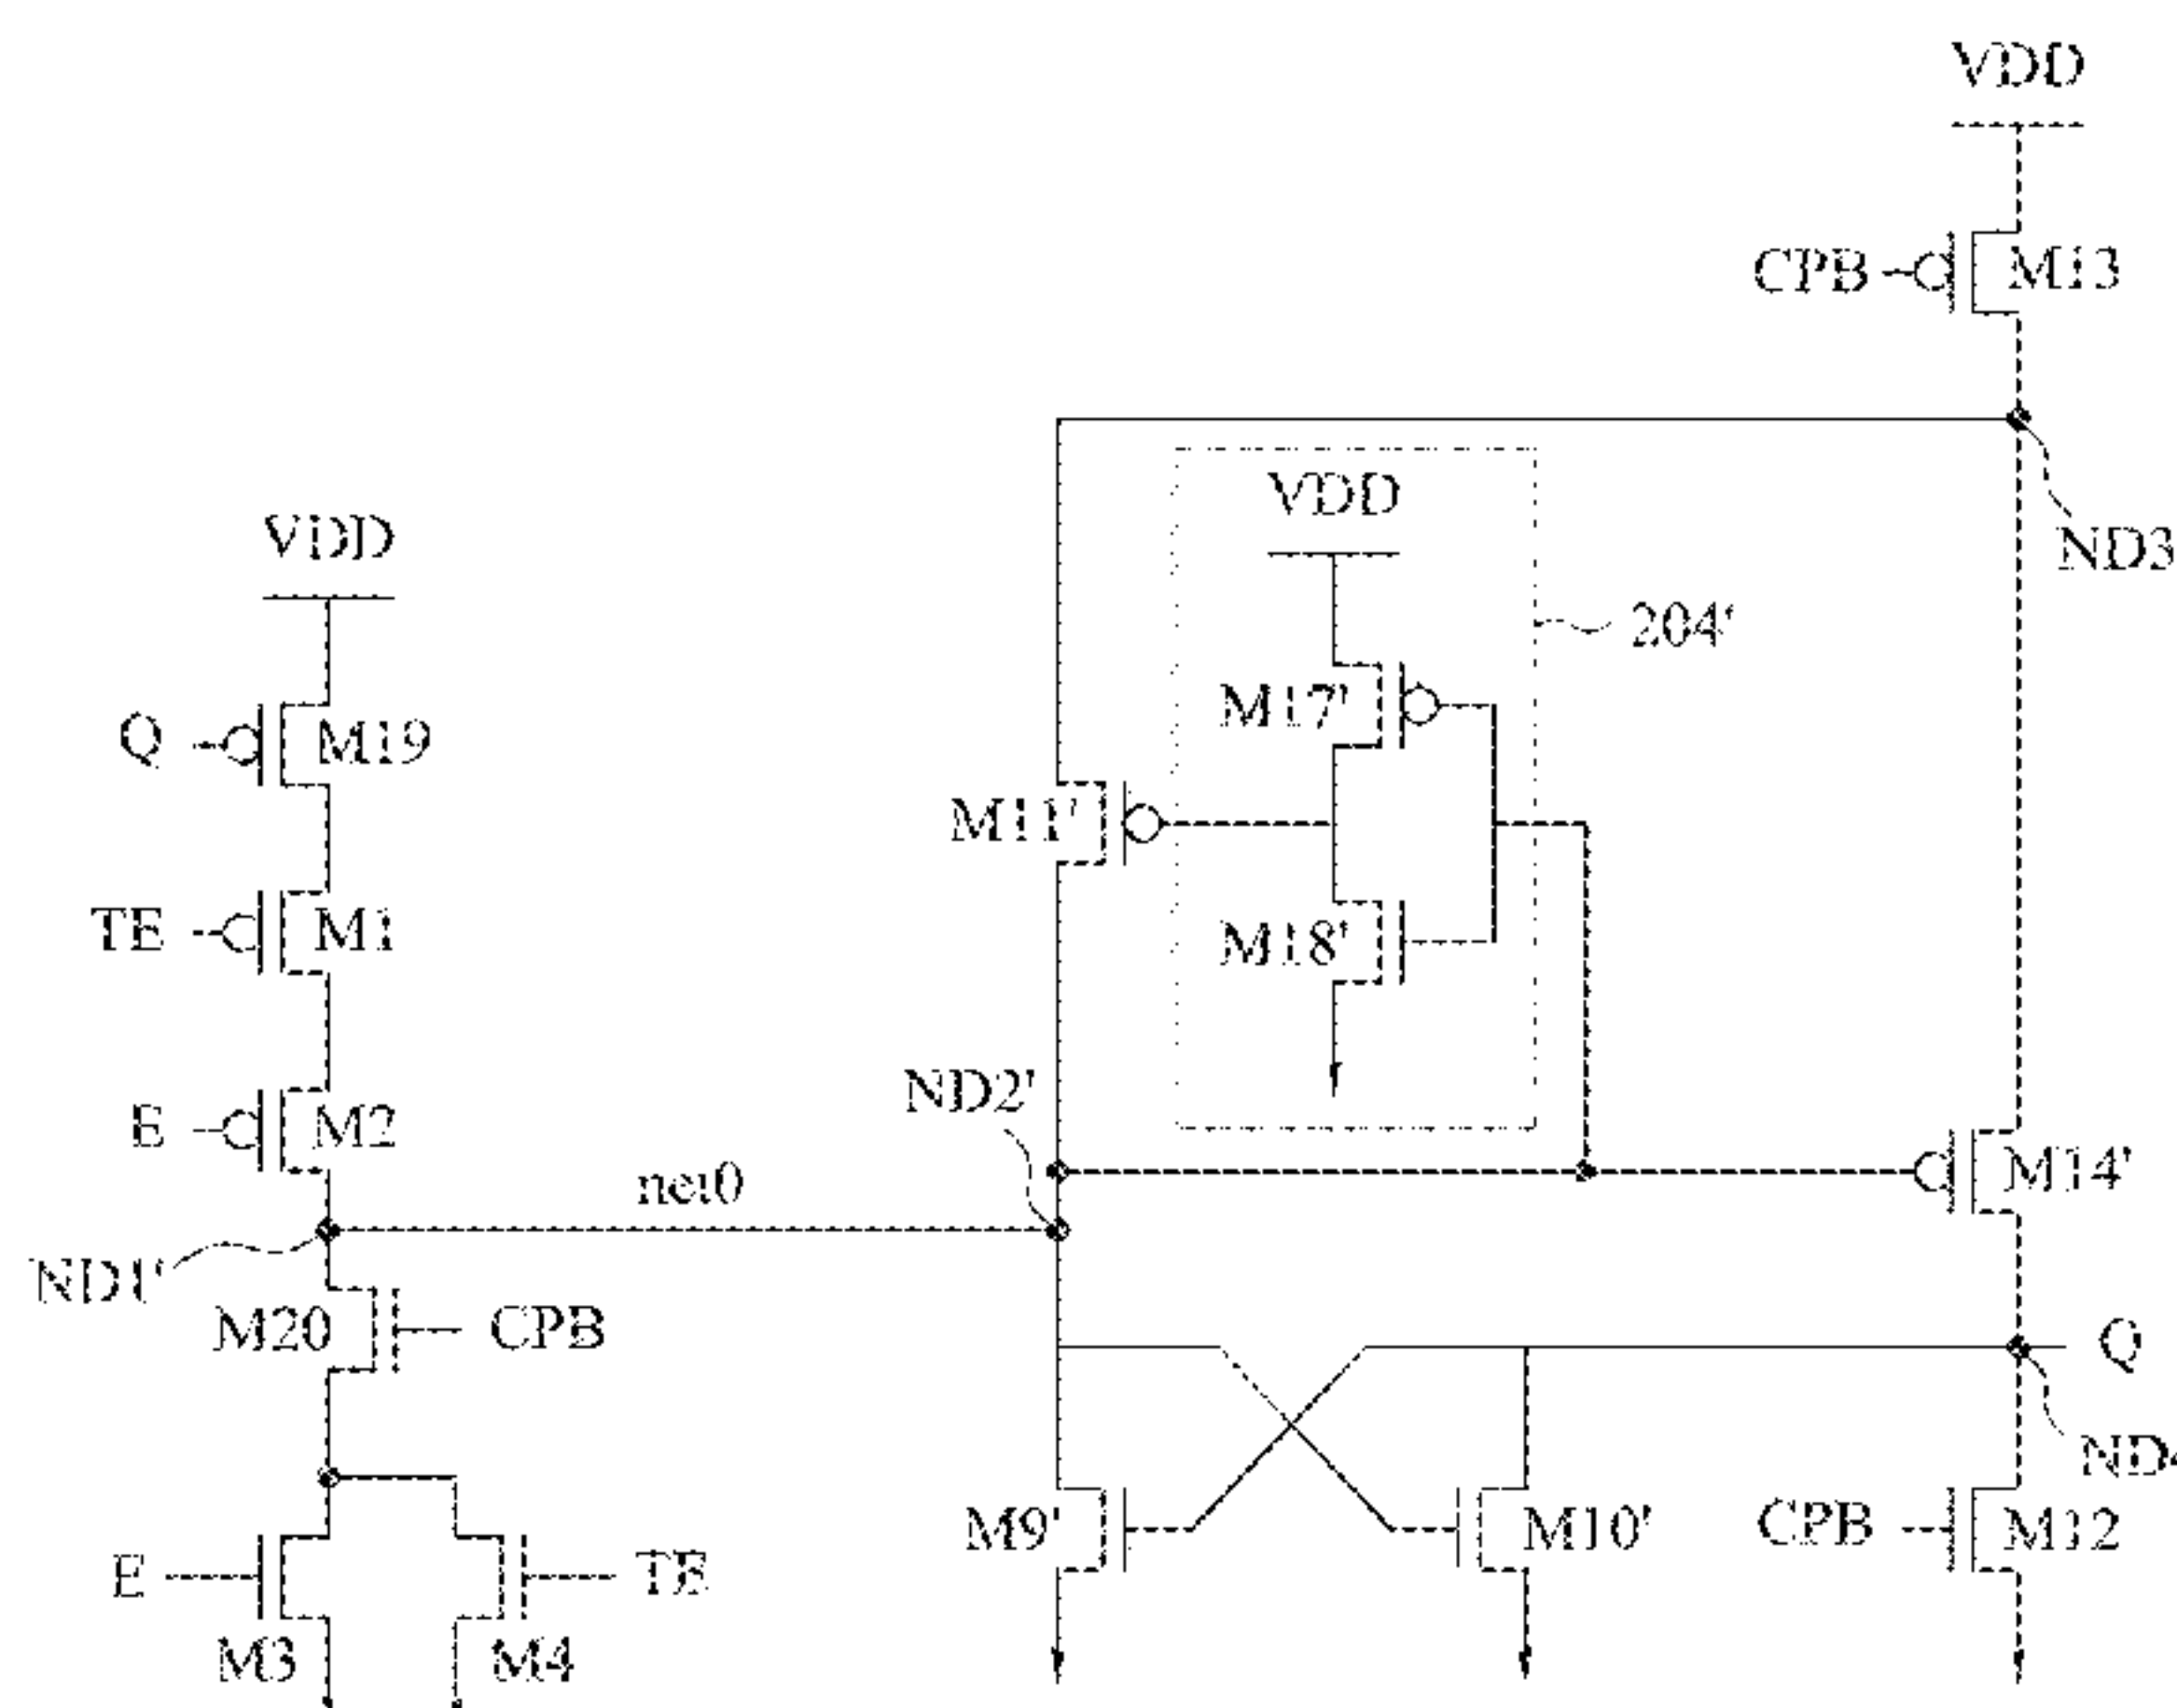 VDD
CPB
M13
VDD
ND3
VDD
204'
Q
M19
M17'
M11'
TE
M1
M18'
ND2'
E
M2
M14'
net0
ND1'
M20
CPB
Q
ND4
M9'
M10'
CPB
M12
E
TE
M3
M4